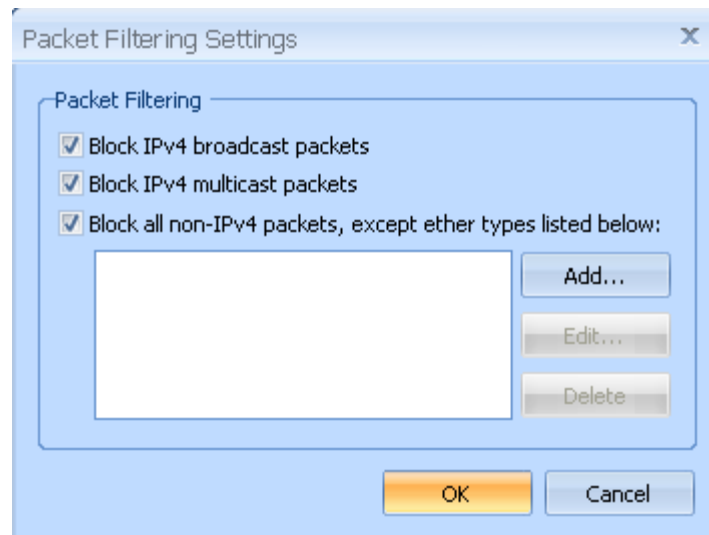 Packet Filtering Settings
Packet Filtering
Block IPv4 broadcast packets
Block IPv4 multicast packets
Block all non-IPv4 packets, except ether types listed below:
Add...
Edit...
Delete
OK
Cancel